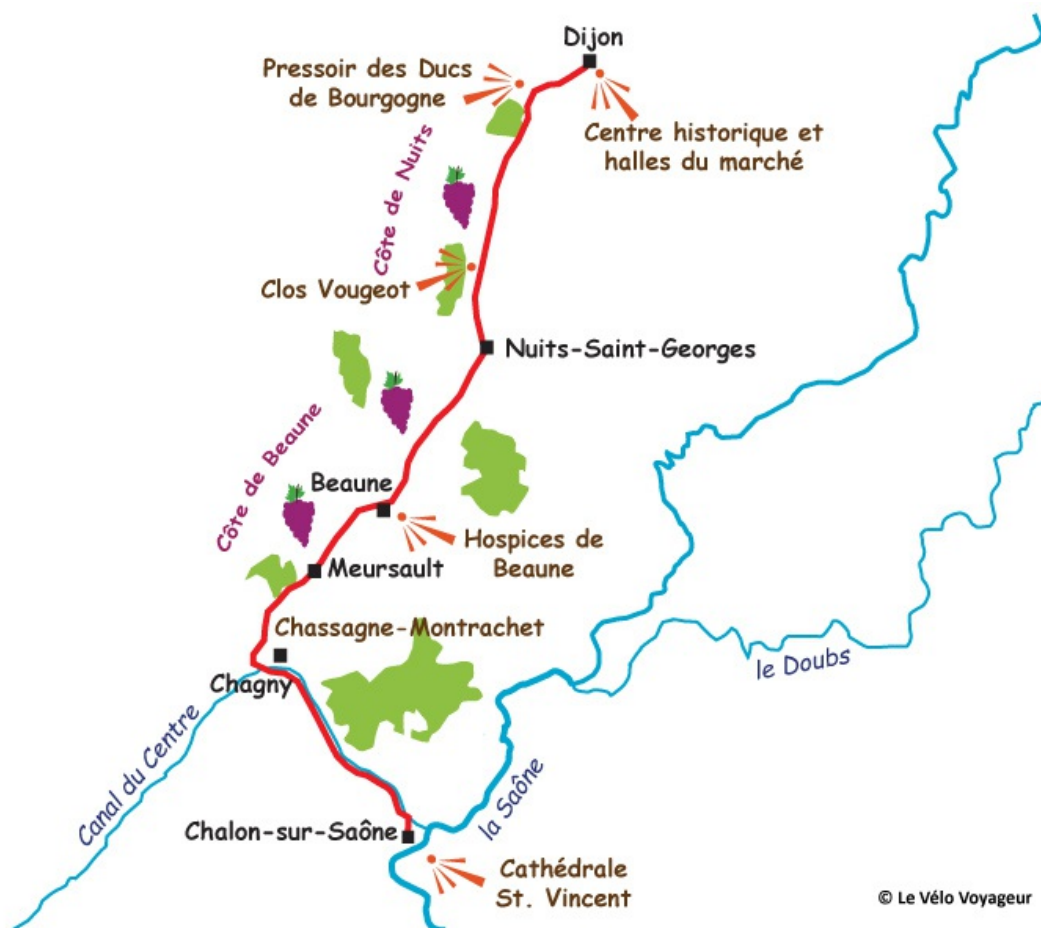 Dijon
Pressoir des Ducs
de Bourgogne
Centre historique et
halles du marché
Côte de Nuits
Clos Vougeot
Nuits-Saint-Georges
Côte de Beaune
Beaune
Hospices de
Beaune
Meursault
Chassagne-Montrachet
le Doubs
Chagny
Canal du Centre
la Saône
Chalon-sur-Saône
Cathédrale
St. Vincent
© Le Vélo Voyageur